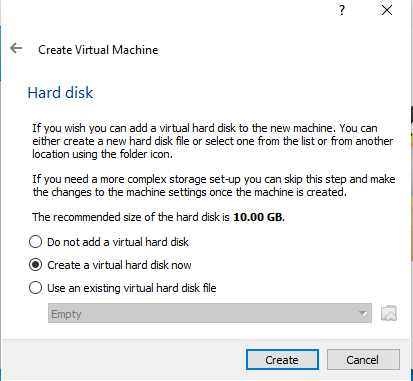 ?
Create Virtual Machine
Hard disk
If you wish you can add a virtual hard disk to the new machine. You can
either create a new hard disk file or select one from the list or from another
location using the folder icon.
If you need a more complex storage set-up you can skip this step and make
the changes to the machine settings once the machine is created.
The recommended size of the hard disk is 10.00 GB.
Do not add a virtual hard disk
Create a virtual hard disk now
Use an existing virtual hard disk file
Empty
Create Cancel